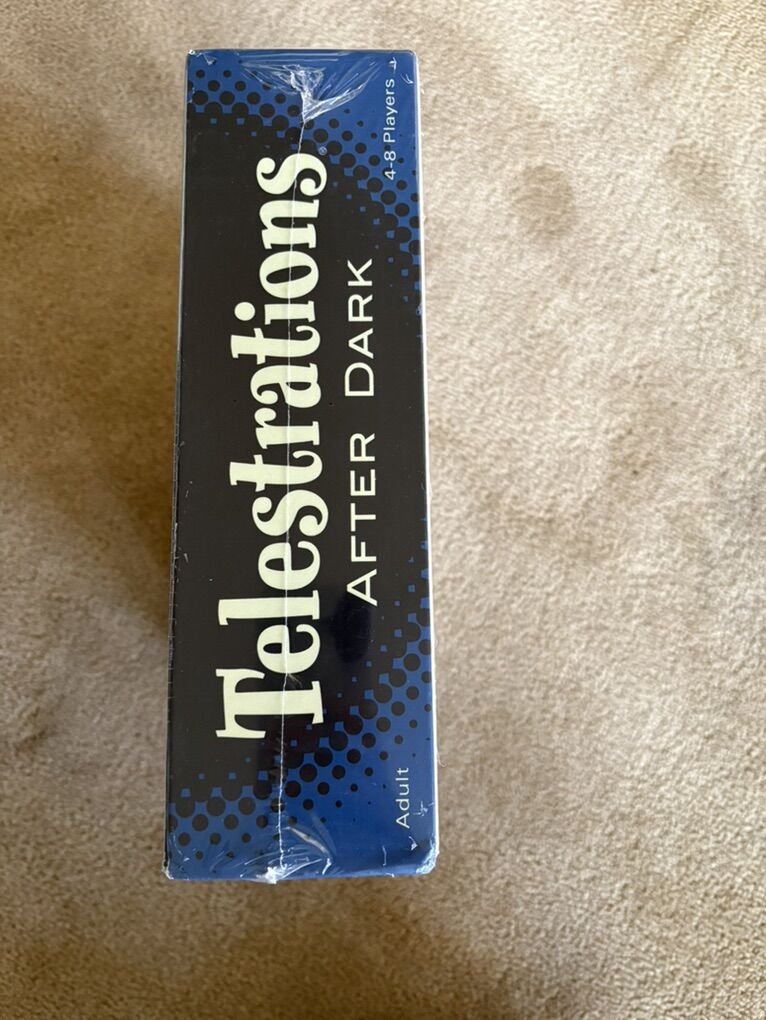 Telestrations®
AFTER DARK
Adult
4-8 Players